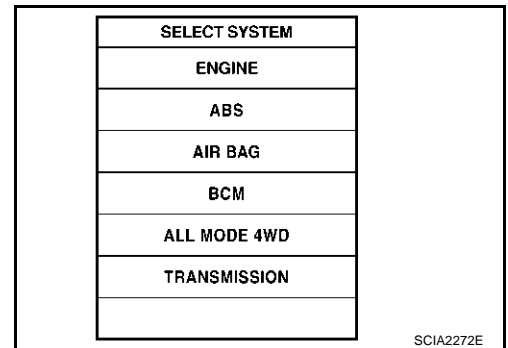 SELECT SYSTEM
ENGINE
ABS
AIR BAG
BCM
ALL MODE 4WD
TRANSMISSION
SCIA2272E